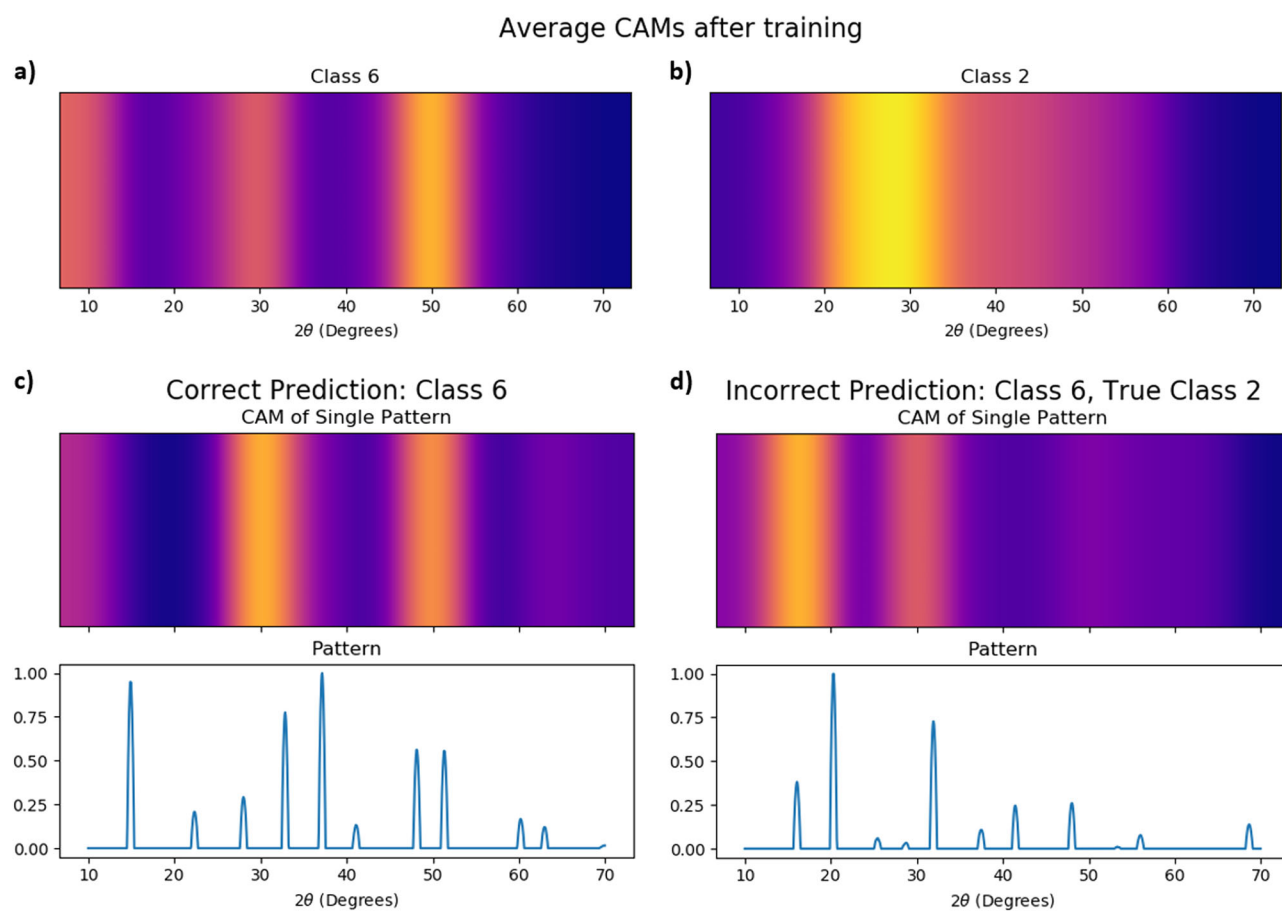 Average CAMs after training
a)
Class 6
10 20 30 40 50 60 70
2θ (Degrees)
b)
Class 2
10 20 30 40 50 60 70
2θ (Degrees)
c)
Correct Prediction: Class 6
CAM of Single Pattern
Pattern
1.00
0.75
0.50
0.25
0.00
10 20 30 40 50 60 70
2θ (Degrees)
d)
Incorrect Prediction: Class 6, True Class 2
CAM of Single Pattern
Pattern
1.00
0.75
0.50
0.25
0.00
10 20 30 40 50 60 70
2θ (Degrees)